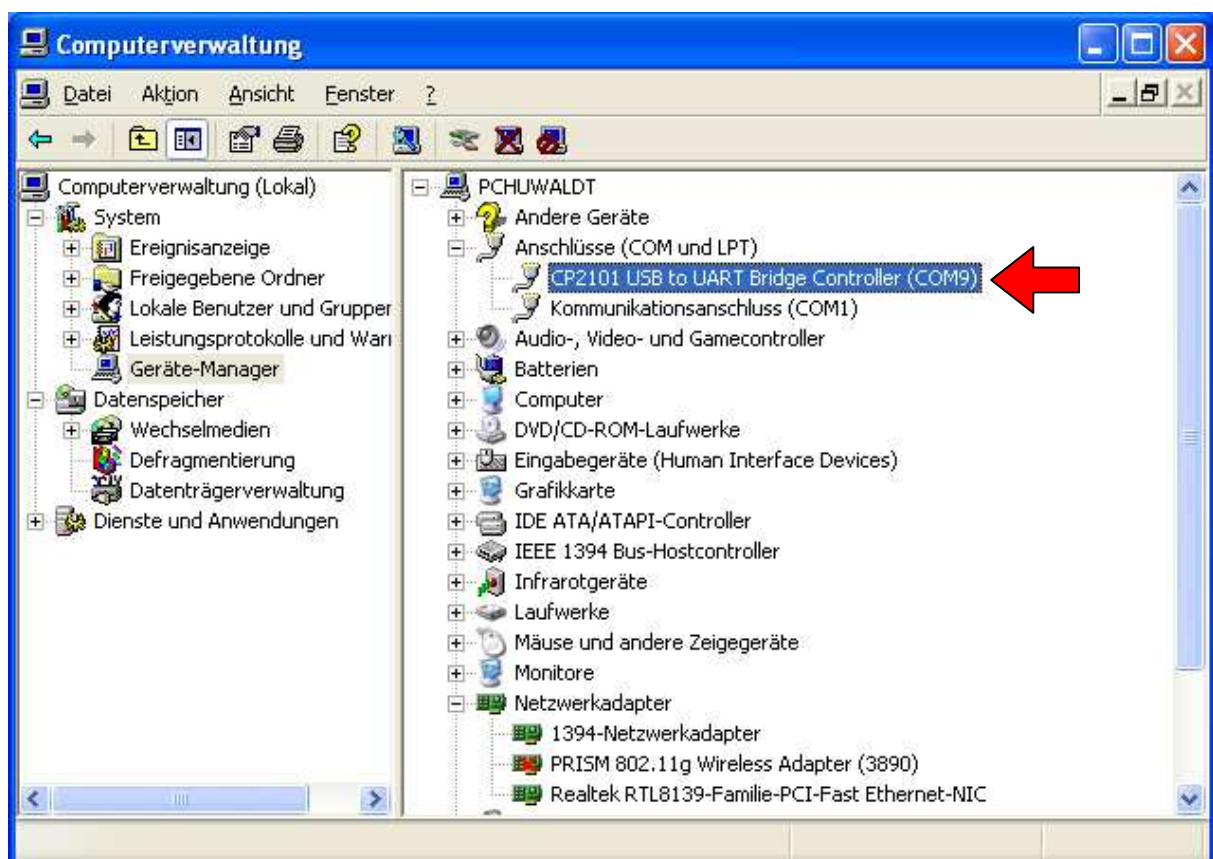 Computerverwaltung
Datei Aktion Ansicht Fenster ?
Computerverwaltung (Lokal)
System
Ereignisanzeige
Freigegebene Ordner
Lokale Benutzer und Grupper
Leistungsprotokolle und Warı
Geräte-Manager
Datenspeicher
Wechselmedien
Defragmentierung
Datenträgerverwaltung
Dienste und Anwendungen
PCHUWALDT
Andere Geräte
Anschlüsse (COM und LPT)
CP2101 USB to UART Bridge Controller (COM9)
Kommunikationsanschluss (COM1)
Audio-, Video- und Gamecontroller
Batterien
Computer
DVD/CD-ROM-Laufwerke
Eingabegeräte (Human Interface Devices)
Grafikkarte
IDE ATA/ATAPI-Controller
IEEE 1394 Bus-Hostcontroller
Infrarotgeräte
Laufwerke
Mäuse und andere Zeigegeräte
Monitore
Netzwerkadapter
1394-Netzwerkadapter
PRISM 802.11g Wireless Adapter (3890)
Realtek RTL8139-Familie-PCI-Fast Ethernet-NIC